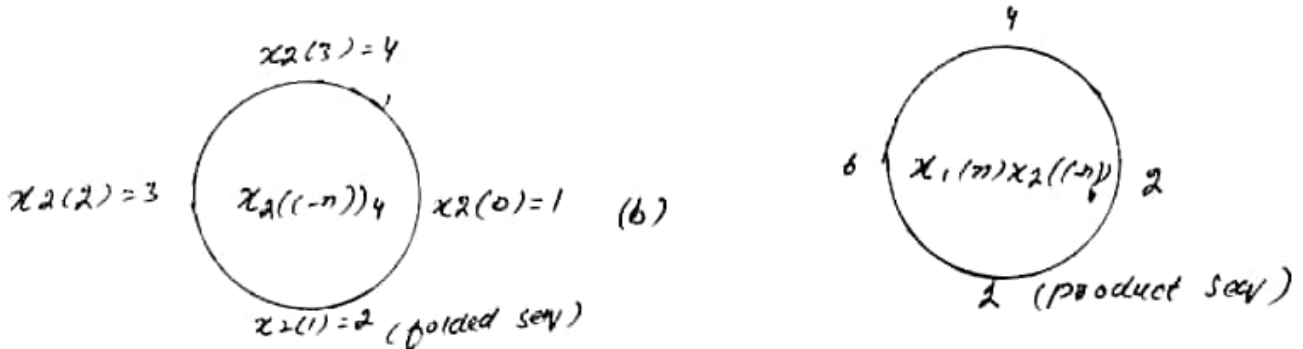 x2(3)=4
x2(2)=3
x2((-n))4
x2(0)=1
(b)
x2(1)=2 (folded seq)
4
6
x1(n)x2((-n))
2
2 (product seq)